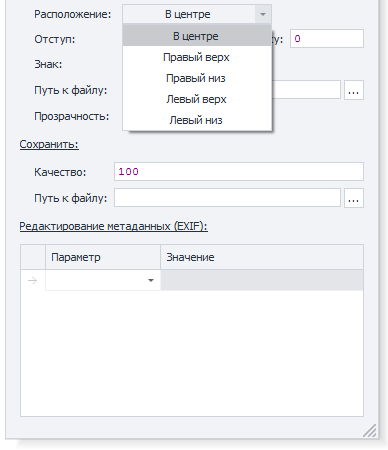 Расположение: В центре
В центре
Отступ: ку: 0
Правый верх
Знак: Правый низ
Путь к файлу: Левый верх ...
Прозрачность: Левый низ
Сохранить:
Качество: 100
Путь к файлу: ...
Редактирование метаданных (EXIF):
Параметр Значение